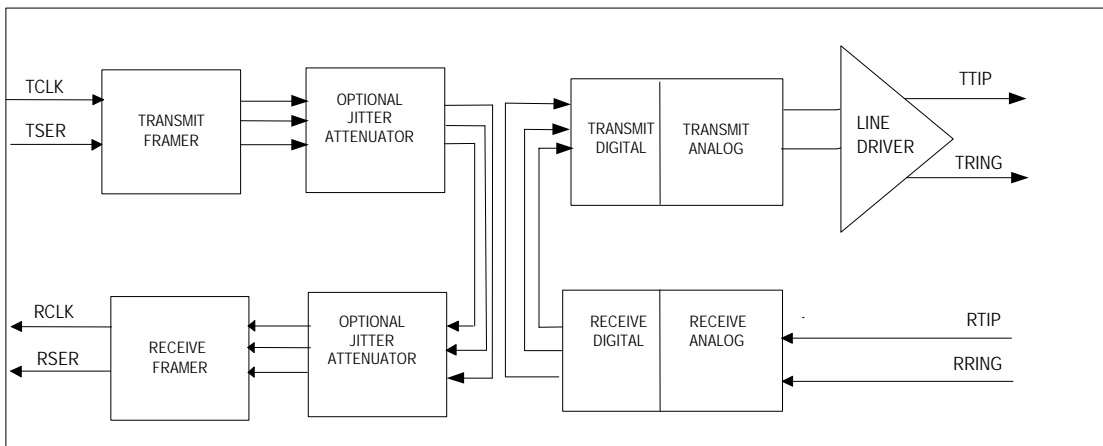 TCLK
TSER
TRANSMIT
FRAMER
OPTIONAL
JITTER
ATTENUATOR
TRANSMIT
DIGITAL
TRANSMIT
ANALOG
LINE
DRIVER
TTIP
TRING
RCLK
RSER
RECEIVE
FRAMER
OPTIONAL
JITTER
ATTENUATOR
RECEIVE
DIGITAL
RECEIVE
ANALOG
RTIP
RRING